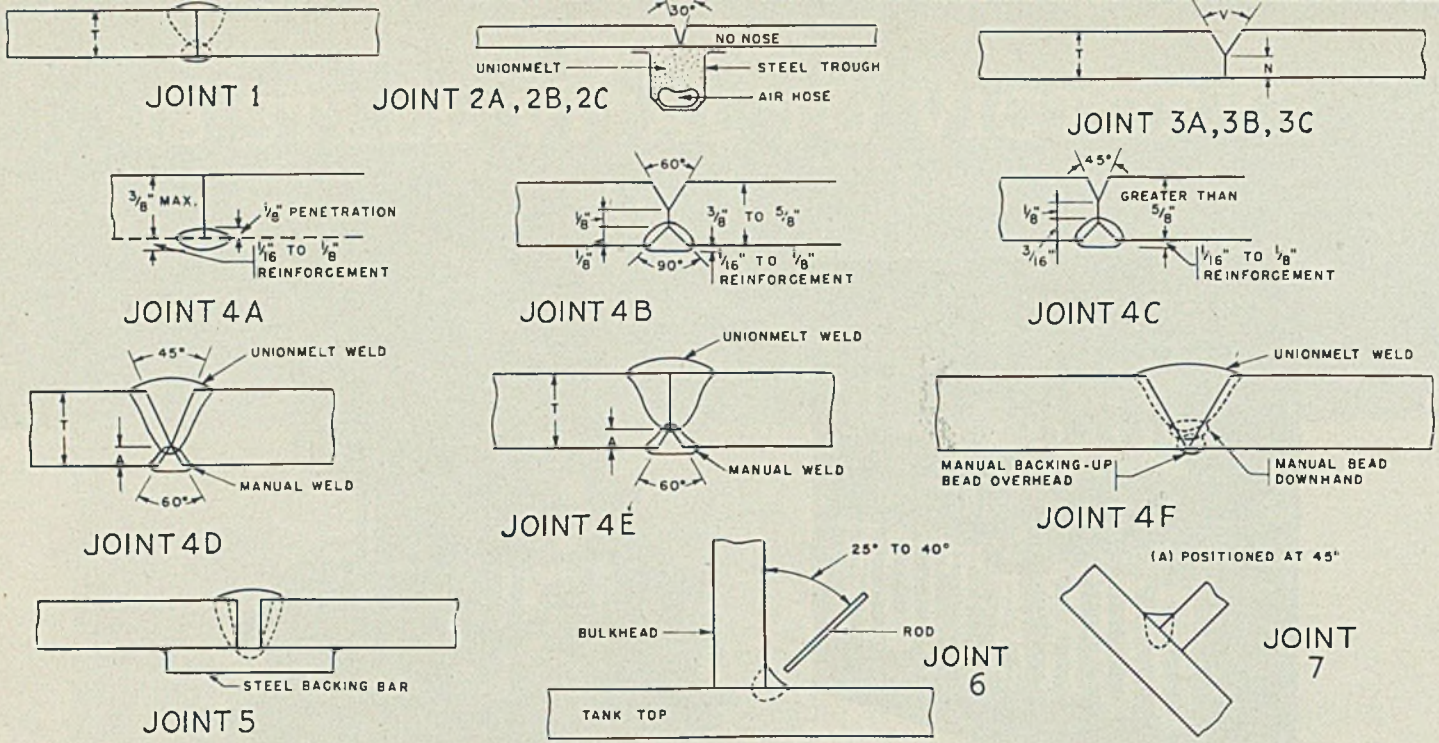 T
JOINT 1
30°
NO NOSE
UNIONMELT
STEEL TROUGH
AIR HOSE
JOINT 2A, 2B, 2C
V
T
N
JOINT 3A, 3B, 3C
3/8" MAX.
1/8" PENETRATION
1/16" TO 1/8"
REINFORCEMENT
JOINT 4A
60°
1/8"
3/8" TO 5/8"
1/8"
90°
1/16" TO 1/8"
REINFORCEMENT
JOINT 4B
45°
GREATER THAN
5/8"
1/8"
3/16"
1/16" TO 1/8"
REINFORCEMENT
JOINT 4C
45°
UNIONMELT WELD
T
A
MANUAL WELD
60°
JOINT 4D
UNIONMELT WELD
T
A
MANUAL WELD
60°
JOINT 4E
UNIONMELT WELD
MANUAL BACKING-UP
BEAD OVERHEAD
MANUAL BEAD
DOWNHAND
JOINT 4F
STEEL BACKING BAR
JOINT 5
25° TO 40°
BULKHEAD
ROD
TANK TOP
JOINT
6
(A) POSITIONED AT 45°
JOINT
7